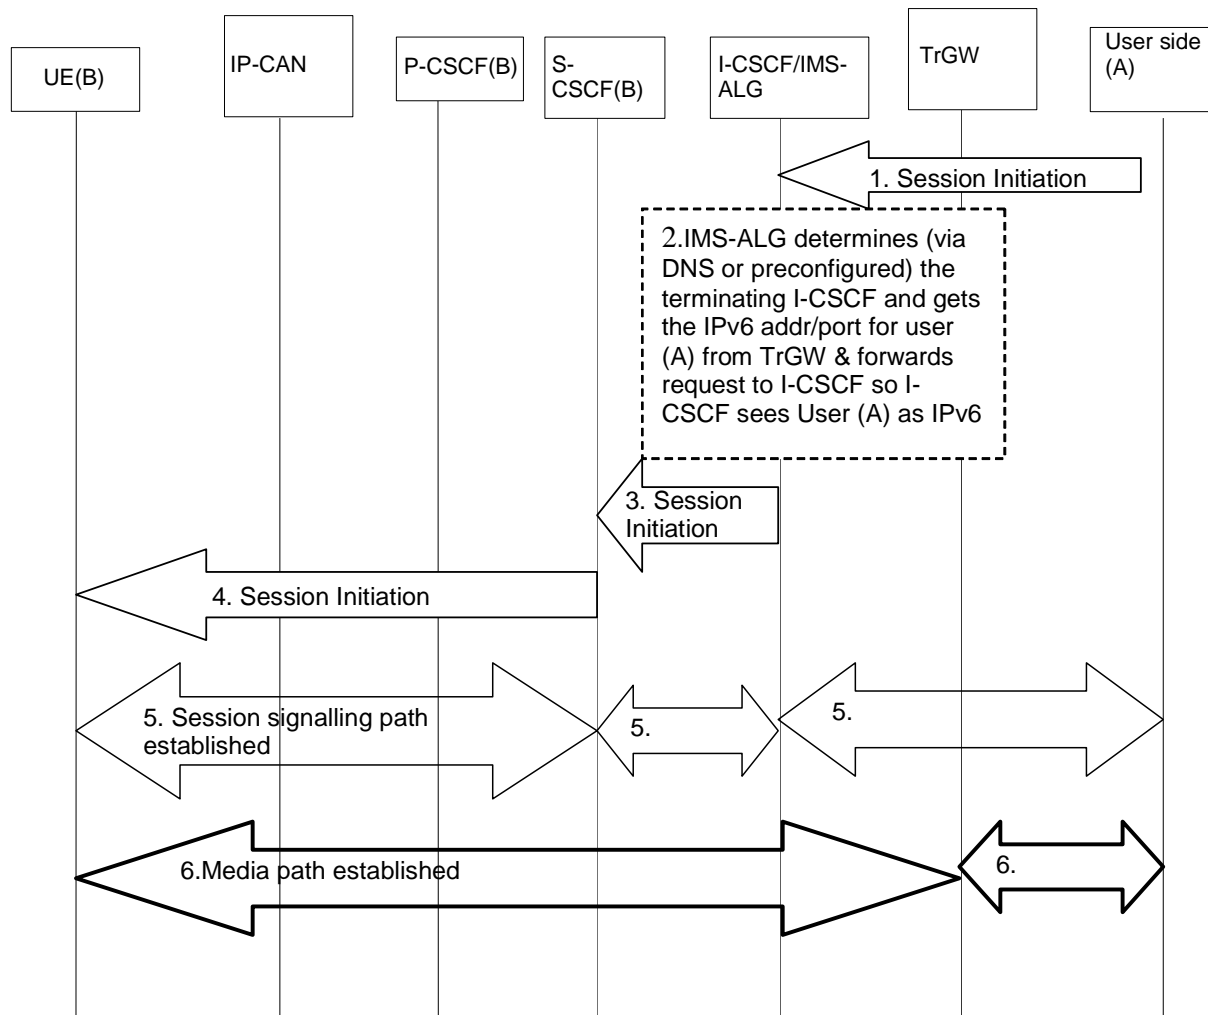 UE(B)
IP-CAN
P-CSCF(B)
S-
CSCF(B)
I-CSCF/IMS-
ALG
TrGW
User side
(A)
1. Session Initiation
2.IMS-ALG determines (via
DNS or preconfigured) the
terminating I-CSCF and gets
the IPv6 addr/port for user
(A) from TrGW & forwards
request to I-CSCF so I-
CSCF sees User (A) as IPv6
3. Session
Initiation
4. Session Initiation
5. Session signalling path
established
5.
5.
6.Media path established
6.